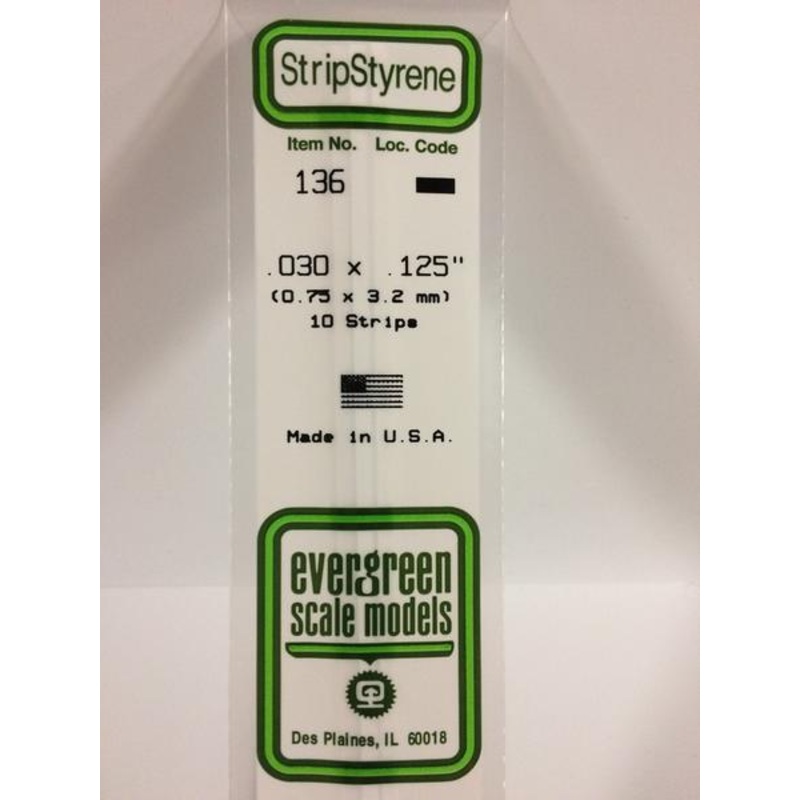 StripStyrene
Item No. Loc. Code
136
.030 x .125"
(0.75 x 3.2 mm)
10 Strips
Made in U.S.A.
evergreen
scale models
Des Plaines, IL 60018